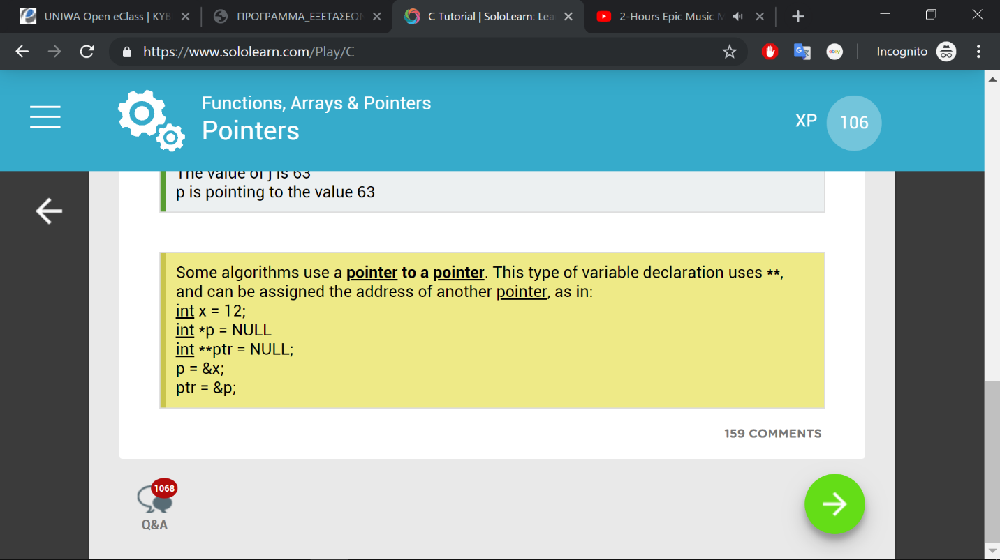 UNIWA Open eClass | ΚΥΒ
ΠΡΟΓΡΑΜΜΑ_ΕΞΕΤΑΣΕΩΝ
C Tutorial | SoloLearn: Lea
2-Hours Epic Music M
https://www.sololearn.com/Play/C
ebay
Incognito
Functions, Arrays & Pointers
Pointers
XP 106
The value of j is 63
p is pointing to the value 63
Some algorithms use a pointer to a pointer. This type of variable declaration uses **,
and can be assigned the address of another pointer, as in:
int x = 12;
int *p = NULL
int **ptr = NULL;
p = &x;
ptr = &p;
159 COMMENTS
1068
Q&A